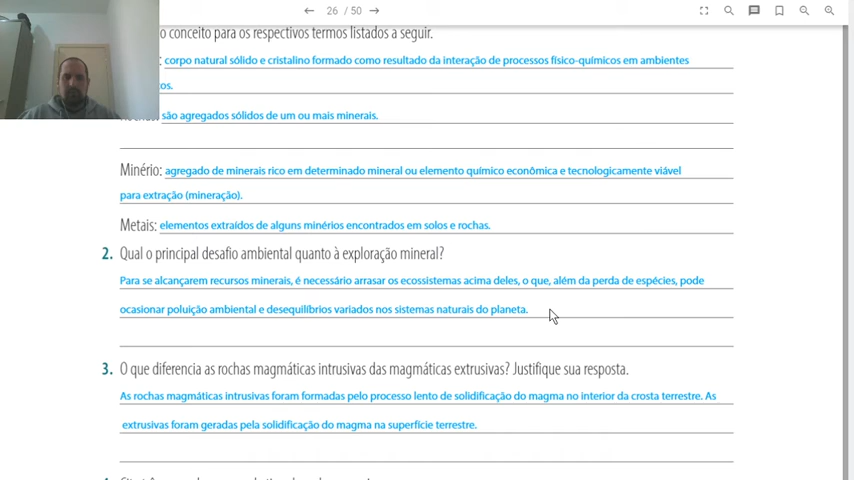 26 / 50
o conceito para os respectivos termos listados a seguir.
corpo natural sólido e cristalino formado como resultado da interação de processos físico-químicos em ambientes
cos.
são agregados sólidos de um ou mais minerais.
Minério: agregado de minerais rico em determinado mineral ou elemento químico econômica e tecnologicamente viável
para extração (mineração).
Metais: elementos extraídos de alguns minérios encontrados em solos e rochas.
2. Qual o principal desafio ambiental quanto à exploração mineral?
Para se alcançarem recursos minerais, é necessário arrasar os ecossistemas acima deles, o que, além da perda de espécies, pode
ocasionar poluição ambiental e desequilíbrios variados nos sistemas naturais do planeta.
3. O que diferencia as rochas magmáticas intrusivas das magmáticas extrusivas? Justifique sua resposta.
As rochas magmáticas intrusivas foram formadas pelo processo lento de solidificação do magma no interior da crosta terrestre. As
extrusivas foram geradas pela solidificação do magma na superfície terrestre.